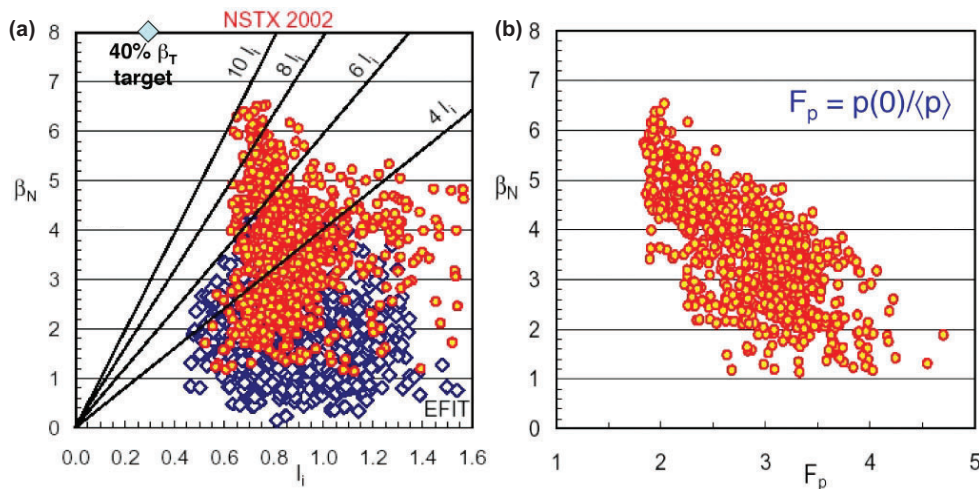 (a)
NSTX 2002
8
7
6
5
4
3
2
1
0
β_N
40% β_T
target
10 l_i
8 l_i
6 l_i
4 l_i
EFIT
0.0 0.2 0.4 0.6 0.8 1.0 1.2 1.4 1.6
l_i
(b)
8
7
6
5
4
3
2
1
0
β_N
F_p = p(0)/⟨p⟩
1 2 3 4 5
F_p